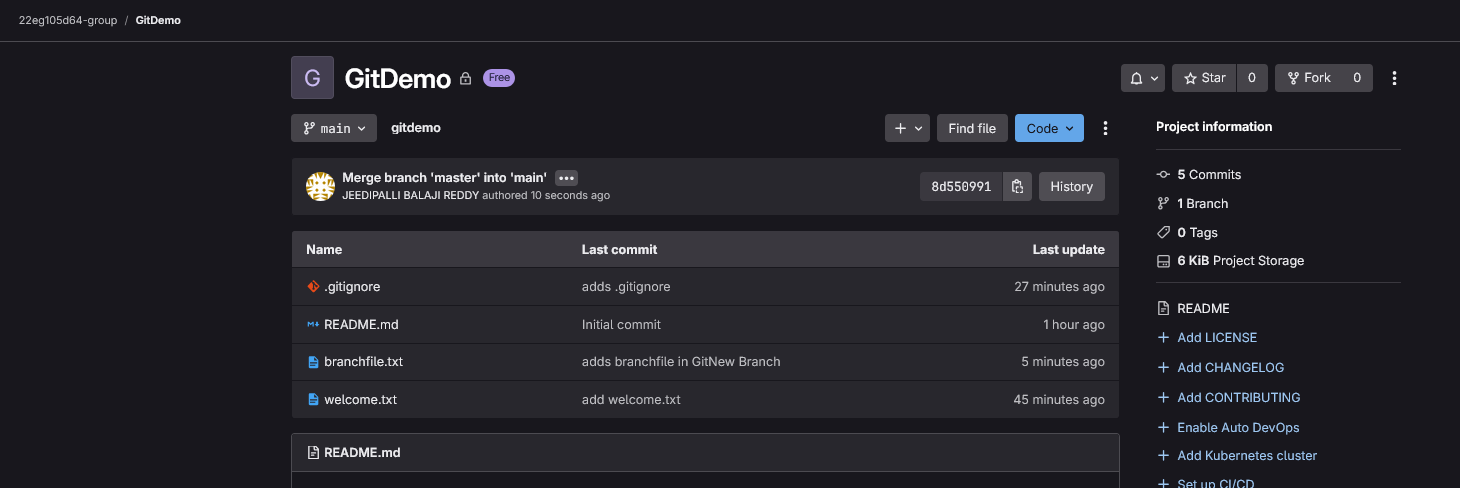 22eg105d64-group / GitDemo
G GitDemo Free
Star 0 Fork 0
main gitdemo Find file Code
Merge branch 'master' into 'main'
JEEDIPALLI BALAJI REDDY authored 10 seconds ago
8d550991 History
Name Last commit Last update
.gitignore adds .gitignore 27 minutes ago
README.md Initial commit 1 hour ago
branchfile.txt adds branchfile in GitNew Branch 5 minutes ago
welcome.txt add welcome.txt 45 minutes ago
README.md
Project information
5 Commits
1 Branch
0 Tags
6 KiB Project Storage
README
Add LICENSE
Add CHANGELOG
Add CONTRIBUTING
Enable Auto DevOps
Add Kubernetes cluster
Set up CI/CD